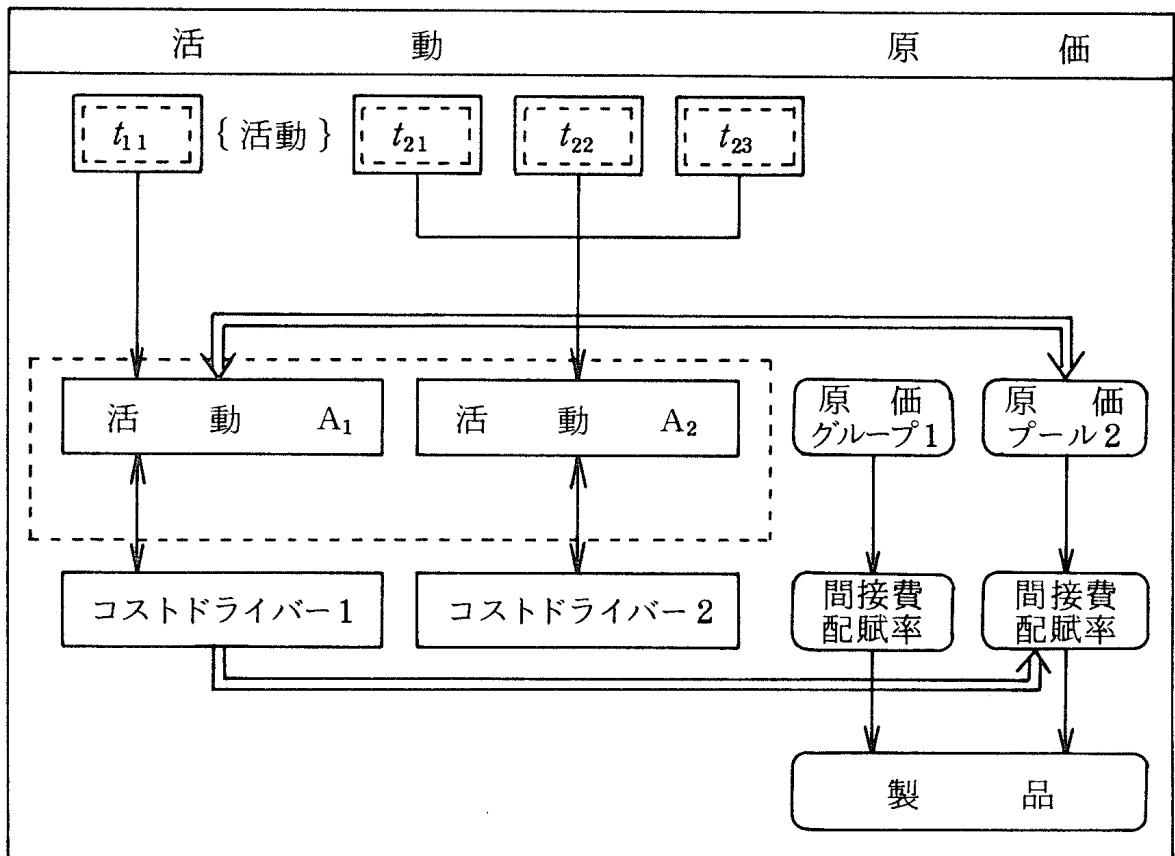 活動 原価
t11 {活動} t21 t22 t23
活動 A1 活動 A2
原価
グループ1
原価
プール2
コストドライバー1 コストドライバー2
間接費
配賦率
間接費
配賦率
製品